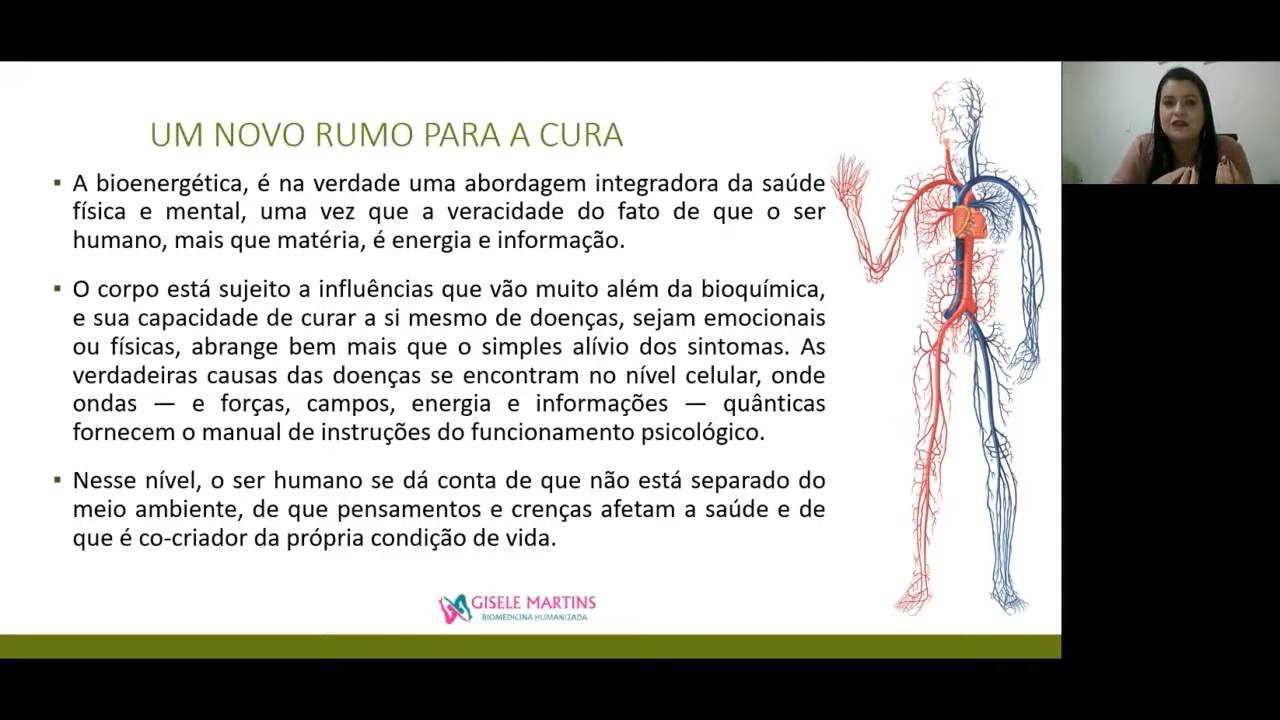 UM NOVO RUMO PARA A CURA
▪ A bioenergética, é na verdade uma abordagem integradora da saúde
física e mental, uma vez que a veracidade do fato de que o ser
humano, mais que matéria, é energia e informação.
▪ O corpo está sujeito a influências que vão muito além da bioquímica,
e sua capacidade de curar a si mesmo de doenças, sejam emocionais
ou físicas, abrange bem mais que o simples alívio dos sintomas. As
verdadeiras causas das doenças se encontram no nível celular, onde
ondas — e forças, campos, energia e informações — quânticas
fornecem o manual de instruções do funcionamento psicológico.
▪ Nesse nível, o ser humano se dá conta de que não está separado do
meio ambiente, de que pensamentos e crenças afetam a saúde e de
que é co-criador da própria condição de vida.
GISELE MARTINS
BIOMEDICINA HUMANIZADA